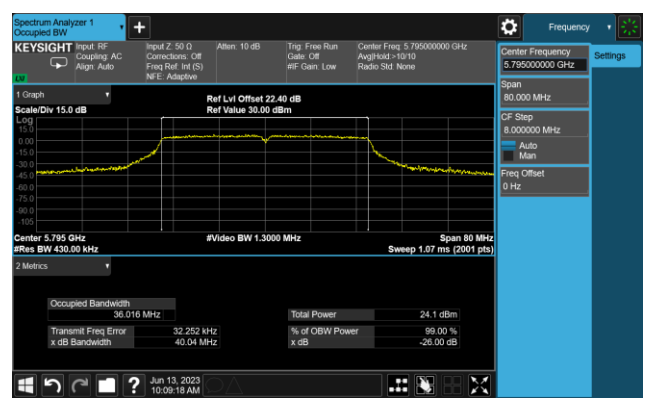 Spectrum Analyzer 1
Occupied BW
Frequency
KEYSIGHT
Input: RF
Coupling: AC
Align: Auto
Input Z: 50 Ω
Corrections: Off
Freq Ref: Int (S)
NFE: Adaptive
Atten: 10 dB
Trig: Free Run
Gate: Off
#IF Gain: Low
Center Freq: 5.795000000 GHz
Avg|Hold:>10/10
Radio Std: None
Center Frequency
5.795000000 GHz
Settings
Span
80.000 MHz
CF Step
8.000000 MHz
Auto
Man
Freq Offset
0 Hz
1 Graph
Scale/Div 15.0 dB
Ref Lvl Offset 22.40 dB
Ref Value 30.00 dBm
Log
15.0
0.00
-15.0
-30.0
-45.0
-60.0
-75.0
-90.0
-105
Center 5.795 GHz
#Video BW 1.3000 MHz
Span 80 MHz
#Res BW 430.00 kHz
Sweep 1.07 ms (2001 pts)
2 Metrics
Occupied Bandwidth
36.016 MHz
Total Power 24.1 dBm
Transmit Freq Error 32.252 kHz
% of OBW Power 99.00 %
x dB Bandwidth 40.04 MHz
x dB -26.00 dB
Jun 13, 2023
10:09:18 AM